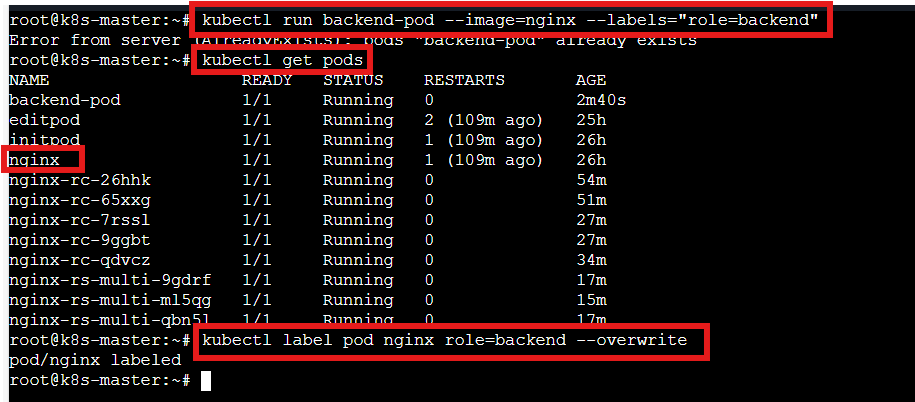 root@k8s-master:~# kubectl run backend-pod --image=nginx --labels="role=backend"
Error from server (AlreadyExists): pods "backend-pod" already exists
root@k8s-master:~# kubectl get pods
NAME READY STATUS RESTARTS AGE
backend-pod 1/1 Running 0 2m40s
editpod 1/1 Running 2 (109m ago) 25h
initpod 1/1 Running 1 (109m ago) 26h
nginx 1/1 Running 1 (109m ago) 26h
nginx-rc-26hhk 1/1 Running 0 54m
nginx-rc-65xxg 1/1 Running 0 51m
nginx-rc-7rssl 1/1 Running 0 27m
nginx-rc-9ggbt 1/1 Running 0 27m
nginx-rc-qdvcz 1/1 Running 0 34m
nginx-rs-multi-9gdrf 1/1 Running 0 17m
nginx-rs-multi-ml5qg 1/1 Running 0 15m
nginx-rs-multi-qbn5l 1/1 Running 0 17m
root@k8s-master:~# kubectl label pod nginx role=backend --overwrite
pod/nginx labeled
root@k8s-master:~#